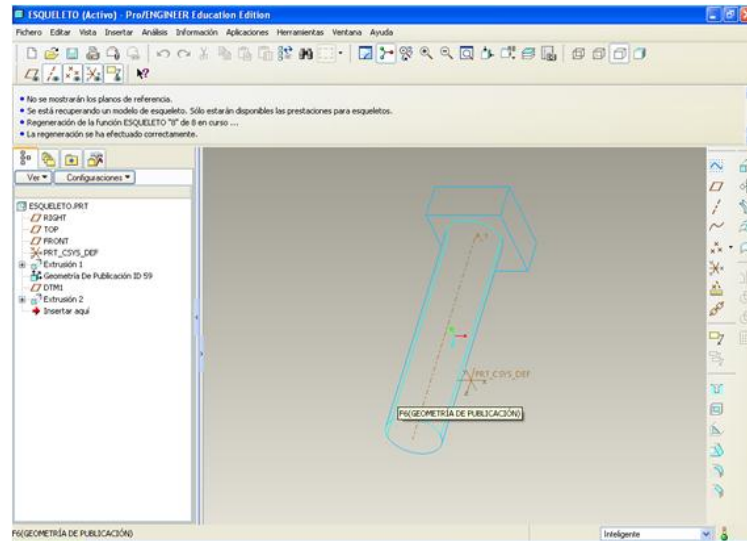 ESQUELETO (Activo) - Pro/ENGINEER Education Edition
Fichero Editar Vista Insertar Análisis Información Aplicaciones Herramientas Ventana Ayuda
• No se mostrarán los planos de referencia.
• Se está recuperando un modelo de esqueleto. Sólo estarán disponibles las prestaciones para esqueletos.
• Regeneración de la función ESQUELETO "8" de 8 en curso ...
• La regeneración se ha efectuado correctamente.
Ver Configuraciones
ESQUELETO.PRT
RIGHT
TOP
FRONT
PRT_CSYS_DEF
Extrusión 1
Geometría De Publicación ID 59
DTM1
Extrusión 2
Insertar aquí
PRT_CSYS_DEF
F6(GEOMETRÍA DE PUBLICACIÓN)
F6(GEOMETRÍA DE PUBLICACIÓN)
Inteligente